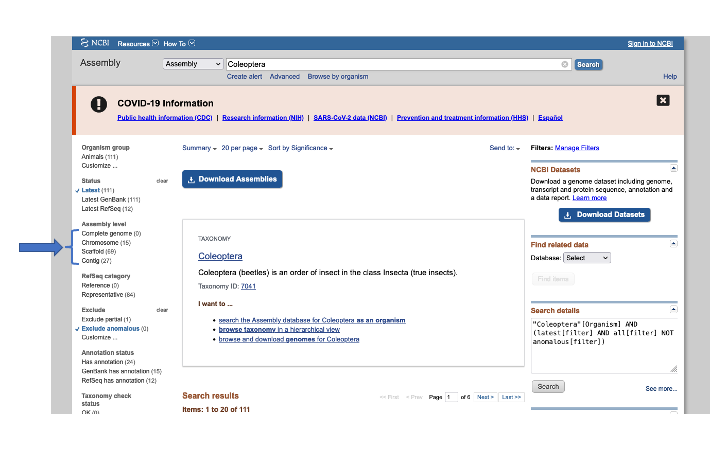 NCBI Resources How To Sign in to NCBI
Assembly Assembly Coleoptera Search
Create alert Advanced Browse by organism Help
COVID-19 Information
Public health information (CDC) | Research information (NIH) | SARS-CoV-2 data (NCBI) | Prevention and treatment information (HHS) | Español
Organism group
Animals (111)
Customize ...
Status clear
Latest (111)
Latest GenBank (111)
Latest RefSeq (12)
Assembly level
Complete genome (0)
Chromosome (15)
Scaffold (69)
Contig (27)
RefSeq category
Reference (0)
Representative (84)
Exclude clear
Exclude partial (1)
Exclude anomalous (0)
Customize ...
Annotation status
Has annotation (24)
GenBank has annotation (15)
RefSeq has annotation (12)
Taxonomy check
status
OK (0)
Summary 20 per page Sort by Significance Send to:
Download Assemblies
TAXONOMY
Coleoptera
Coleoptera (beetles) is an order of insect in the class Insecta (true insects).
Taxonomy ID: 7041
I want to ...
• search the Assembly database for Coleoptera as an organism
• browse taxonomy in a hierarchical view
• browse and download genomes for Coleoptera
Search results
<< First < Prev Page 1 of 6 Next > Last >>
Items: 1 to 20 of 111
Filters: Manage Filters
NCBI Datasets
Download a genome dataset including genome,
transcript and protein sequence, annotation and
a data report. Learn more
Download Datasets
Find related data
Database: Select
Find items
Search details
"Coleoptera"[Organism] AND
(latest[filter] AND all[filter] NOT
anomalous[filter])
Search See more...